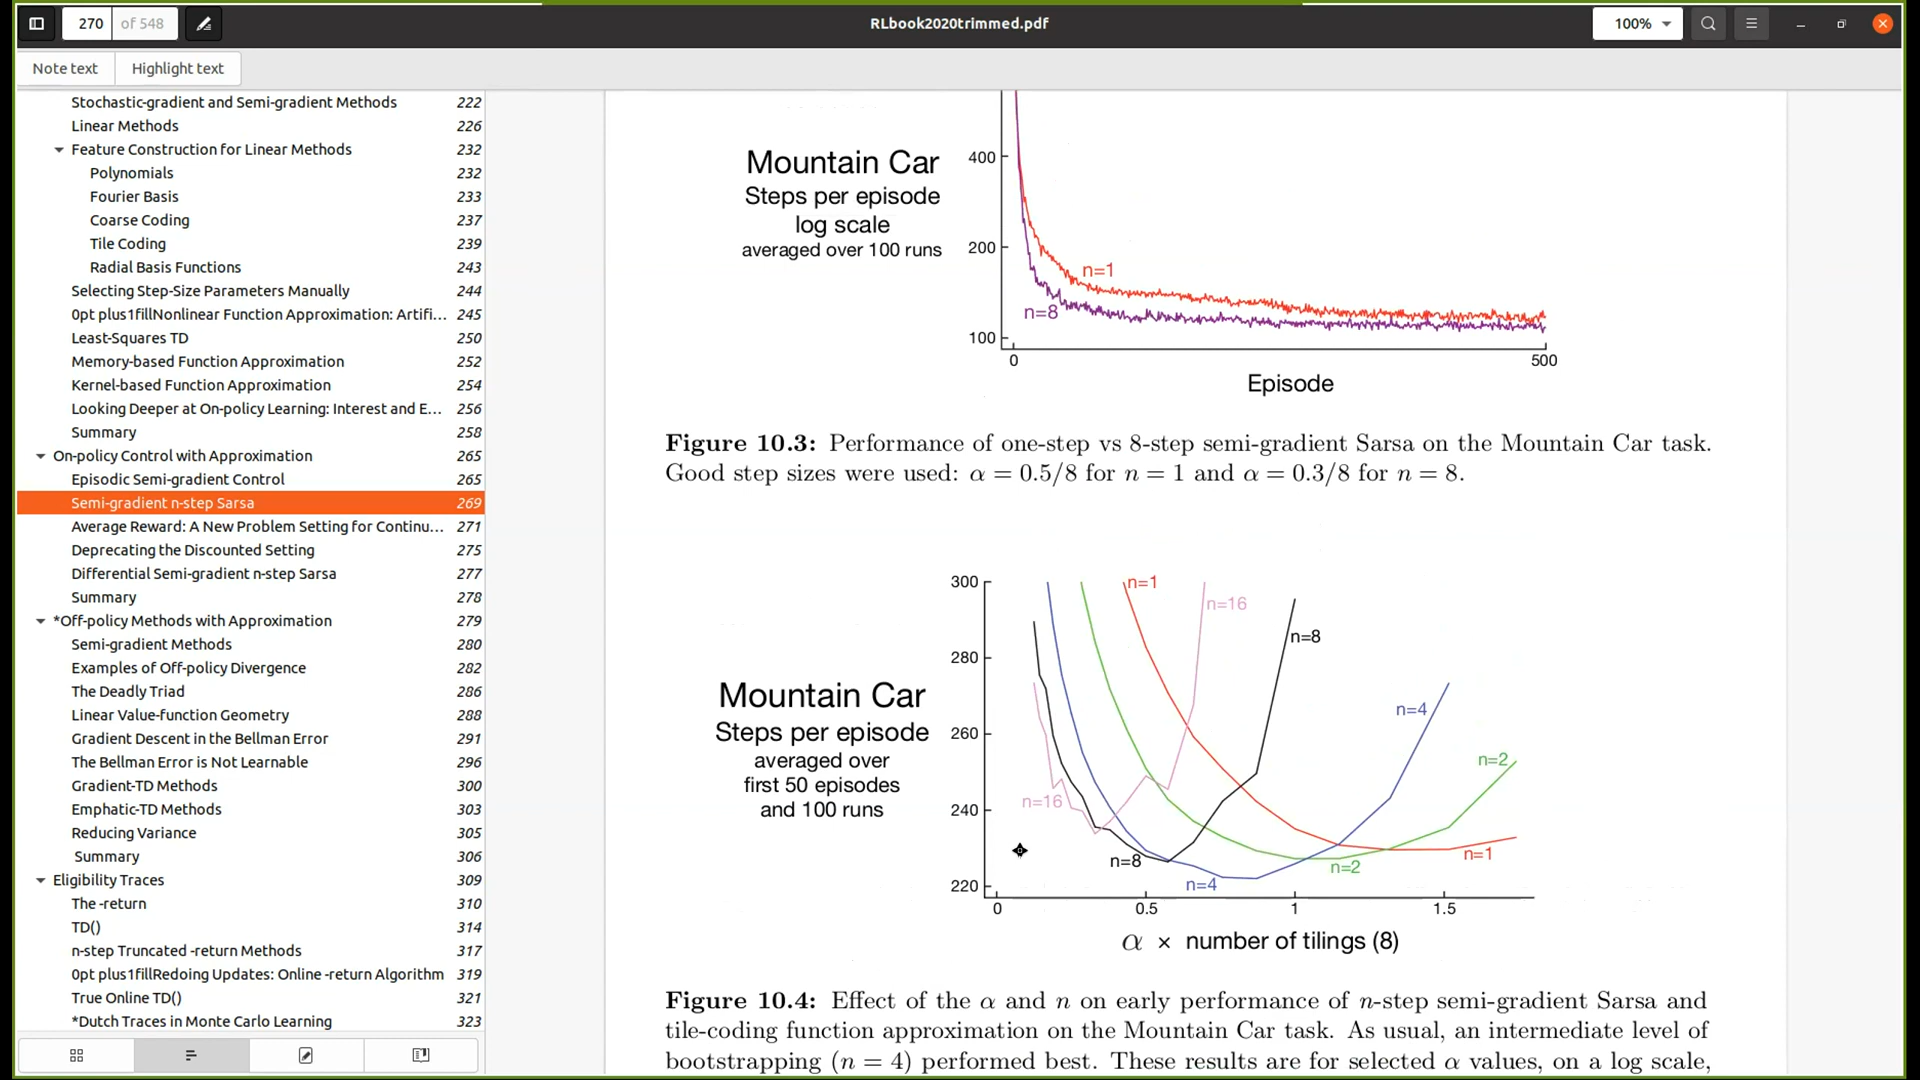 270 of 548
RLbook2020trimmed.pdf
100%
Note text
Highlight text
Stochastic-gradient and Semi-gradient Methods 222
Linear Methods 226
Feature Construction for Linear Methods 232
Polynomials 232
Fourier Basis 233
Coarse Coding 237
Tile Coding 239
Radial Basis Functions 243
Selecting Step-Size Parameters Manually 244
0pt plus1fillNonlinear Function Approximation: Artifi... 245
Least-Squares TD 250
Memory-based Function Approximation 252
Kernel-based Function Approximation 254
Looking Deeper at On-policy Learning: Interest and E... 256
Summary 258
On-policy Control with Approximation 265
Episodic Semi-gradient Control 265
Semi-gradient n-step Sarsa 269
Average Reward: A New Problem Setting for Continu... 271
Deprecating the Discounted Setting 275
Differential Semi-gradient n-step Sarsa 277
Summary 278
*Off-policy Methods with Approximation 279
Semi-gradient Methods 280
Examples of Off-policy Divergence 282
The Deadly Triad 286
Linear Value-function Geometry 288
Gradient Descent in the Bellman Error 291
The Bellman Error is Not Learnable 296
Gradient-TD Methods 300
Emphatic-TD Methods 303
Reducing Variance 305
Summary 306
Eligibility Traces 309
The -return 310
TD() 314
n-step Truncated -return Methods 317
0pt plus1fillRedoing Updates: Online -return Algorithm 319
True Online TD() 321
*Dutch Traces in Monte Carlo Learning 323
Mountain Car
Steps per episode
log scale
averaged over 100 runs
400
200
100
n=1
n=8
0
500
Episode
Figure 10.3: Performance of one-step vs 8-step semi-gradient Sarsa on the Mountain Car task.
Good step sizes were used: α = 0.5/8 for n = 1 and α = 0.3/8 for n = 8.
Mountain Car
Steps per episode
averaged over
first 50 episodes
and 100 runs
300
280
260
240
220
n=1
n=16
n=8
n=4
n=2
n=16
n=8
n=4
n=2
n=1
0
0.5
1
1.5
α × number of tilings (8)
Figure 10.4: Effect of the α and n on early performance of n-step semi-gradient Sarsa and
tile-coding function approximation on the Mountain Car task. As usual, an intermediate level of
bootstrapping (n = 4) performed best. These results are for selected α values, on a log scale,